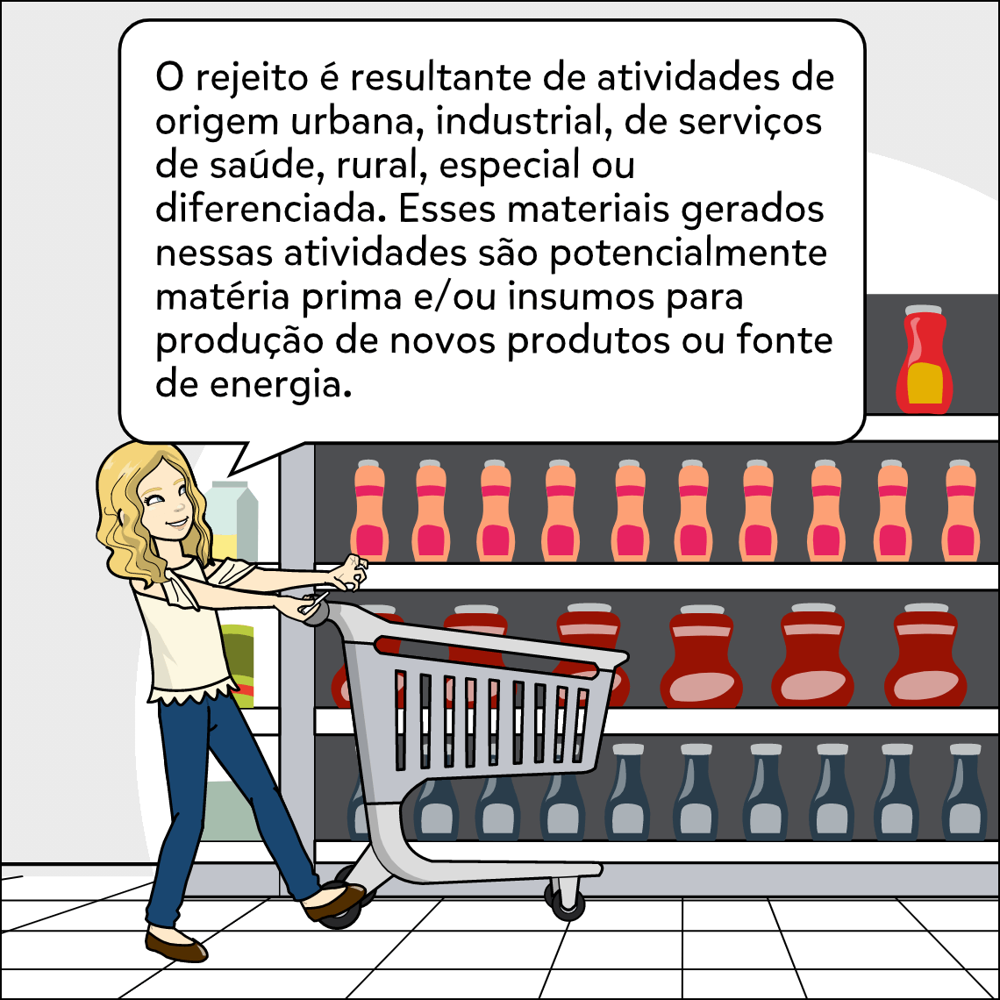 O rejeito é resultante de atividades de
origem urbana, industrial, de serviços
de saúde, rural, especial ou
diferenciada. Esses materiais gerados
nessas atividades são potencialmente
matéria prima e/ou insumos para
produção de novos produtos ou fonte
de energia.